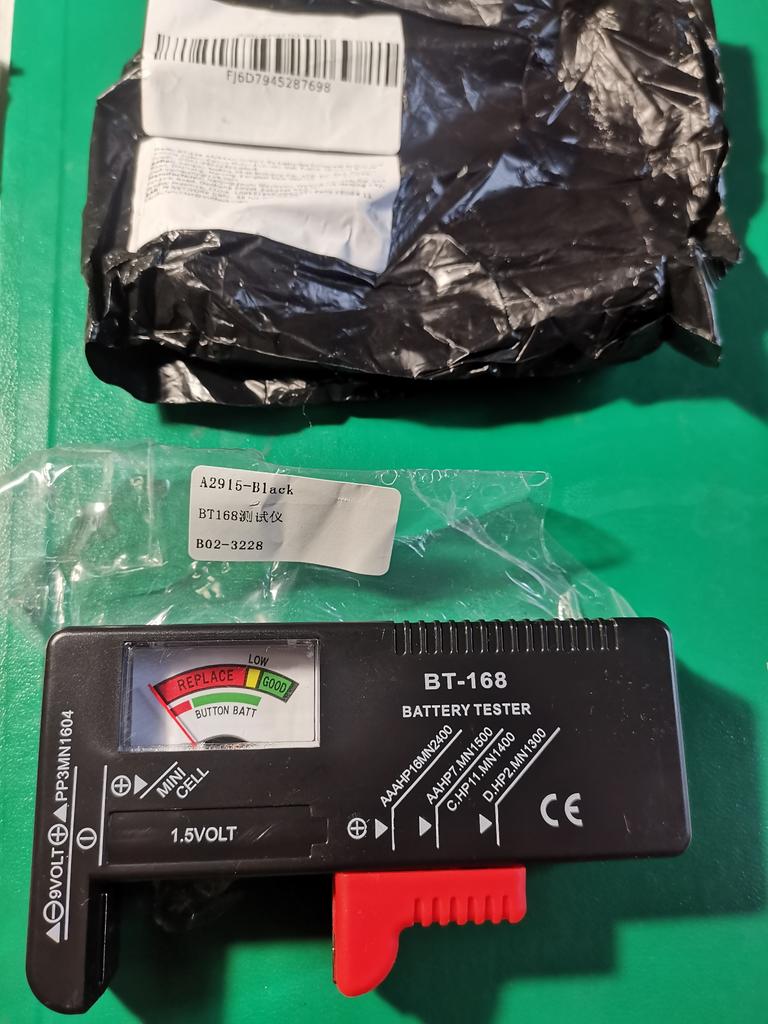 FJ6D7945287698
A2915-Black
BT168测试仪
B02-3228
LOW
REPLACE
GOOD
BUTTON BATT
BT-168
BATTERY TESTER
AAAHP16MN2400
AAHP7.MN1500
C.HP11.MN1400
D.HP2.MN1300
MINI
CELL
1.5VOLT
CE
9VOLT
PP3MN1604